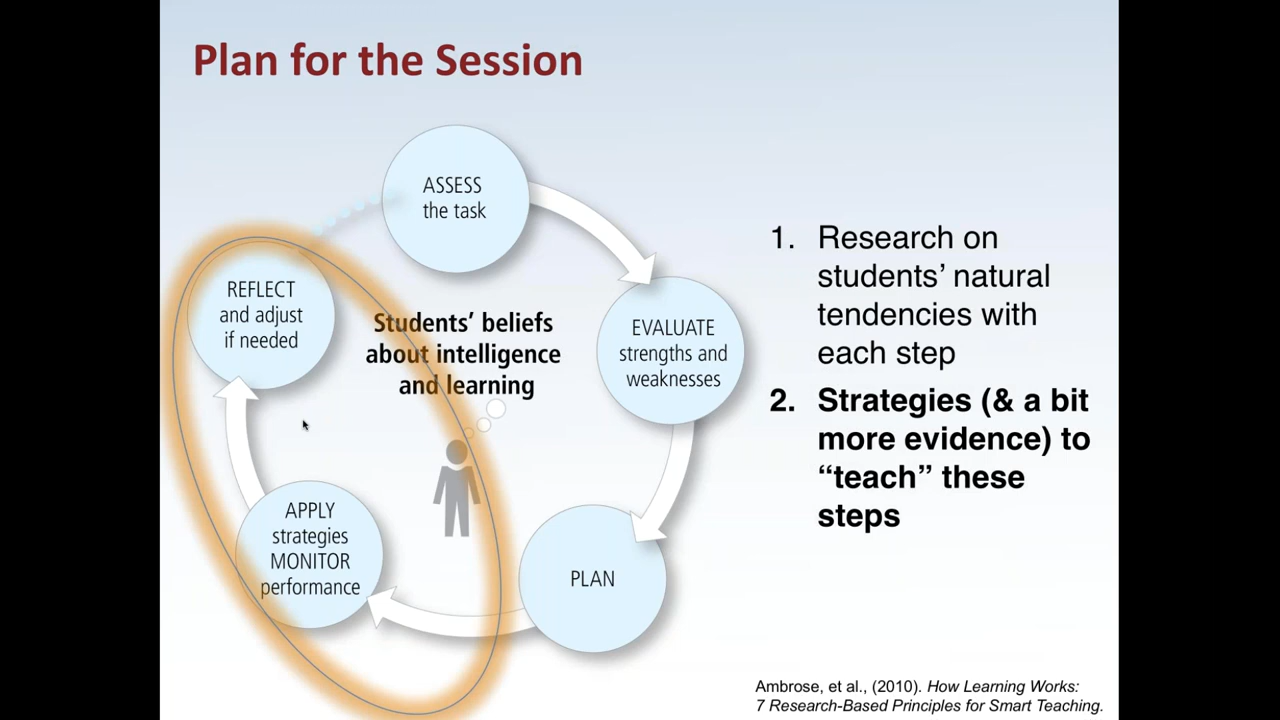 Plan for the Session
ASSESS
the task
EVALUATE
strengths and
weaknesses
PLAN
APPLY
strategies
MONITOR
performance
REFLECT
and adjust
if needed
Students’ beliefs
about intelligence
and learning
1. Research on
students’ natural
tendencies with
each step
2. Strategies (& a bit
more evidence) to
“teach” these
steps
Ambrose, et al., (2010). How Learning Works:
7 Research-Based Principles for Smart Teaching.